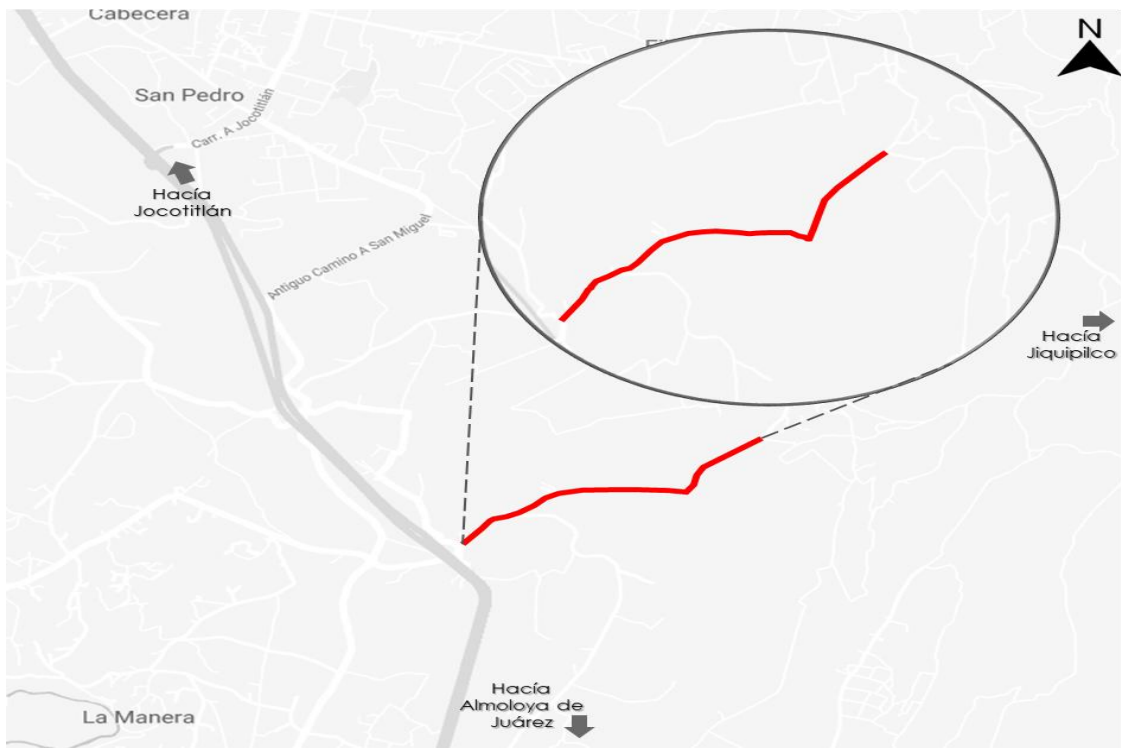 Cabecera
N
San Pedro
Carr. A Jocotitlán
Hacía
Jocotitlán
Antiguo Camino A San Miguel
Hacía
Jiquipilco
Hacía
Almoloya de
Juárez
La Manera